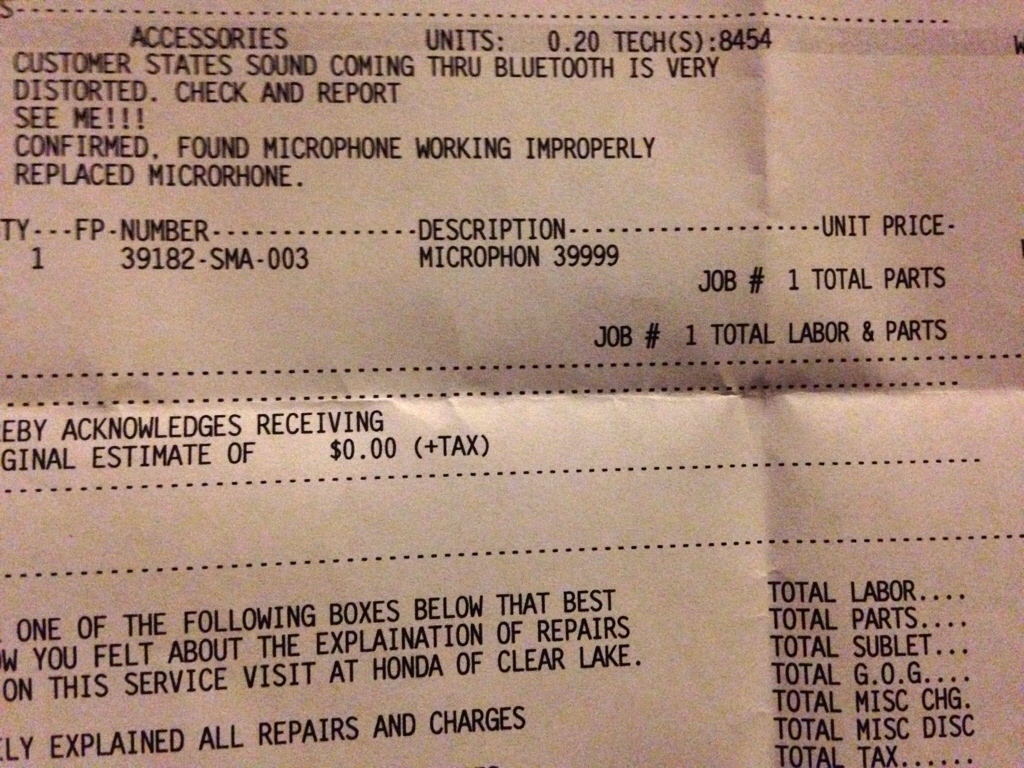 ACCESSORIES UNITS: 0.20 TECH(S):8454
CUSTOMER STATES SOUND COMING THRU BLUETOOTH IS VERY
DISTORTED. CHECK AND REPORT
SEE ME!!!
CONFIRMED. FOUND MICROPHONE WORKING IMPROPERLY
REPLACED MICRORHONE.
TY---FP-NUMBER---------------DESCRIPTION--------------------UNIT PRICE-
1 39182-SMA-003 MICROPHON 39999
JOB # 1 TOTAL PARTS
JOB # 1 TOTAL LABOR & PARTS
EBY ACKNOWLEDGES RECEIVING
GINAL ESTIMATE OF $0.00 (+TAX)
ONE OF THE FOLLOWING BOXES BELOW THAT BEST
OW YOU FELT ABOUT THE EXPLAINATION OF REPAIRS
ON THIS SERVICE VISIT AT HONDA OF CLEAR LAKE.
ELY EXPLAINED ALL REPAIRS AND CHARGES
TOTAL LABOR....
TOTAL PARTS....
TOTAL SUBLET...
TOTAL G.O.G....
TOTAL MISC CHG.
TOTAL MISC DISC
TOTAL TAX......